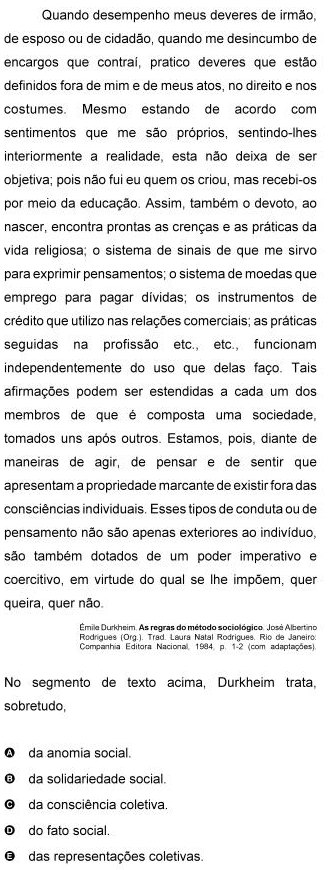 Quando desempenho meus deveres de irmão,
de esposo ou de cidadão, quando me desincumbo de
encargos que contraí, pratico deveres que estão
definidos fora de mim e de meus atos, no direito e nos
costumes. Mesmo estando de acordo com
sentimentos que me são próprios, sentindo-lhes
interiormente a realidade, esta não deixa de ser
objetiva; pois não fui eu quem os criou, mas recebi-os
por meio da educação. Assim, também o devoto, ao
nascer, encontra prontas as crenças e as práticas da
vida religiosa; o sistema de sinais de que me sirvo
para exprimir pensamentos; o sistema de moedas que
emprego para pagar dívidas; os instrumentos de
crédito que utilizo nas relações comerciais; as práticas
seguidas na profissão etc., etc., funcionam
independentemente do uso que delas faço. Tais
afirmações podem ser estendidas a cada um dos
membros de que é composta uma sociedade,
tomados uns após outros. Estamos, pois, diante de
maneiras de agir, de pensar e de sentir que
apresentam a propriedade marcante de existir fora das
consciências individuais. Esses tipos de conduta ou de
pensamento não são apenas exteriores ao indivíduo,
são também dotados de um poder imperativo e
coercitivo, em virtude do qual se lhe impõem, quer
queira, quer não.
Émile Durkheim. As regras do método sociológico. José Albertino
Rodrigues (Org.). Trad. Laura Natal Rodrigues. Rio de Janeiro:
Companhia Editora Nacional, 1984, p. 1-2 (com adaptações).
No segmento de texto acima, Durkheim trata,
sobretudo,
A da anomia social.
B da solidariedade social.
C da consciência coletiva.
D do fato social.
E das representações coletivas.